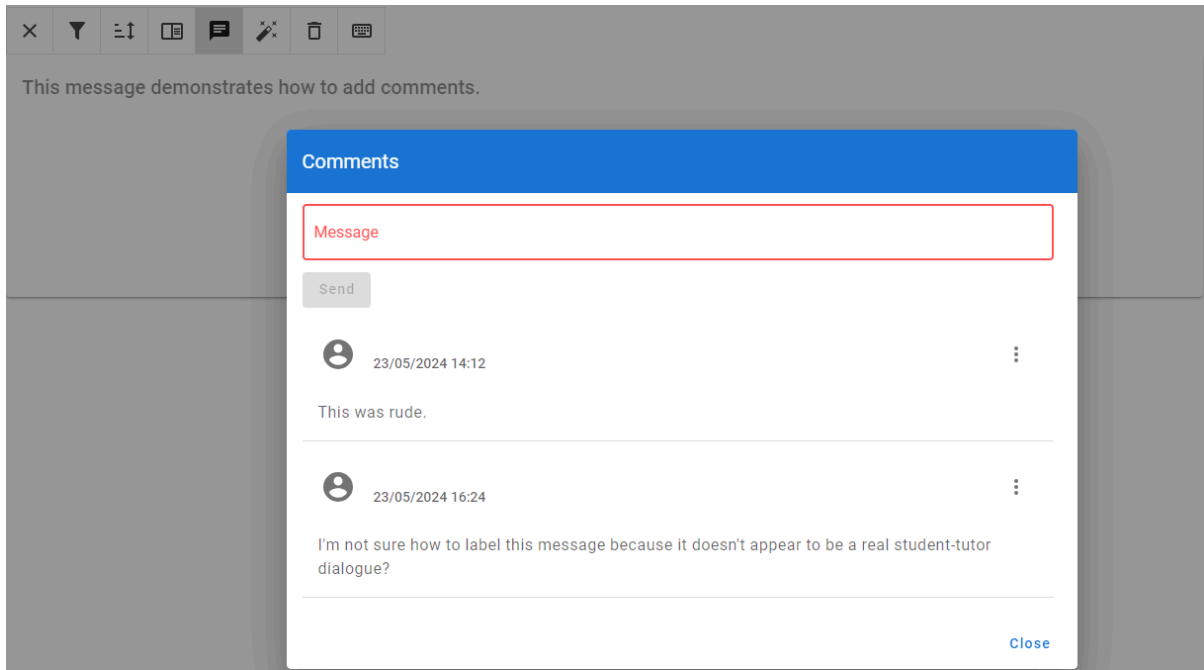 This message demonstrates how to add comments.
Comments
Message
Send
23/05/2024 14:12
This was rude.
23/05/2024 16:24
I'm not sure how to label this message because it doesn't appear to be a real student-tutor
dialogue?
Close